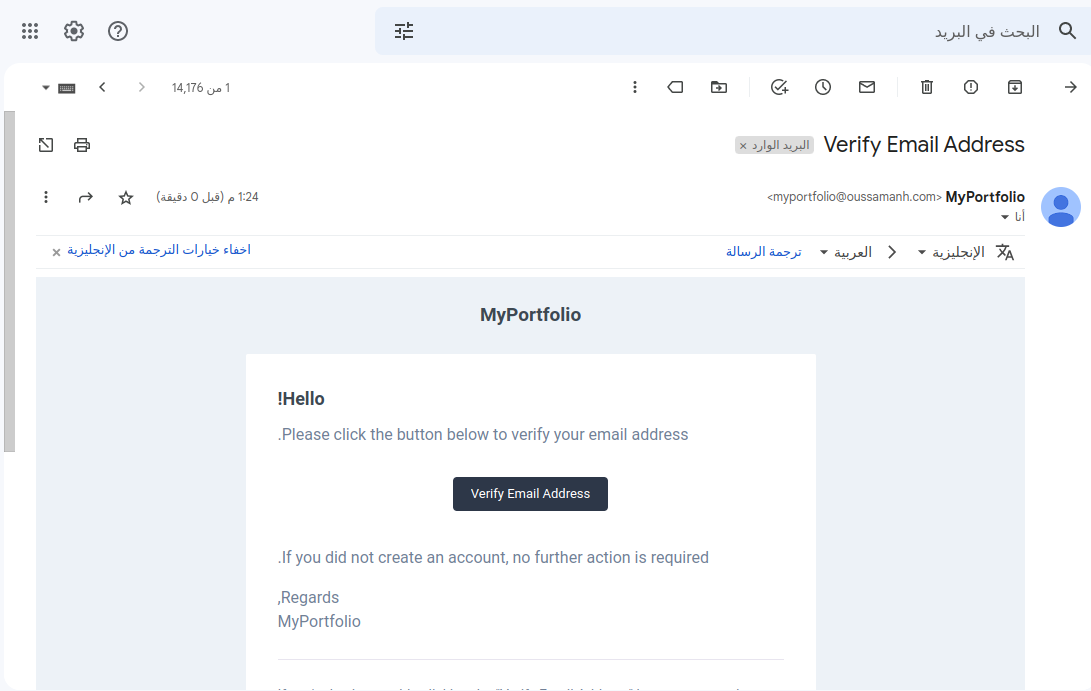 البحث في البريد
1 من 14,176
Verify Email Address
البريد الوارد ×
MyPortfolio <myportfolio@oussamanh.com>
1:24 م (قبل 0 دقيقة)
أنا
الإنجليزية
العربية
ترجمة الرسالة
اخفاء خيارات الترجمة من الإنجليزية ×
MyPortfolio
!Hello
.Please click the button below to verify your email address
Verify Email Address
.If you did not create an account, no further action is required
,Regards
MyPortfolio